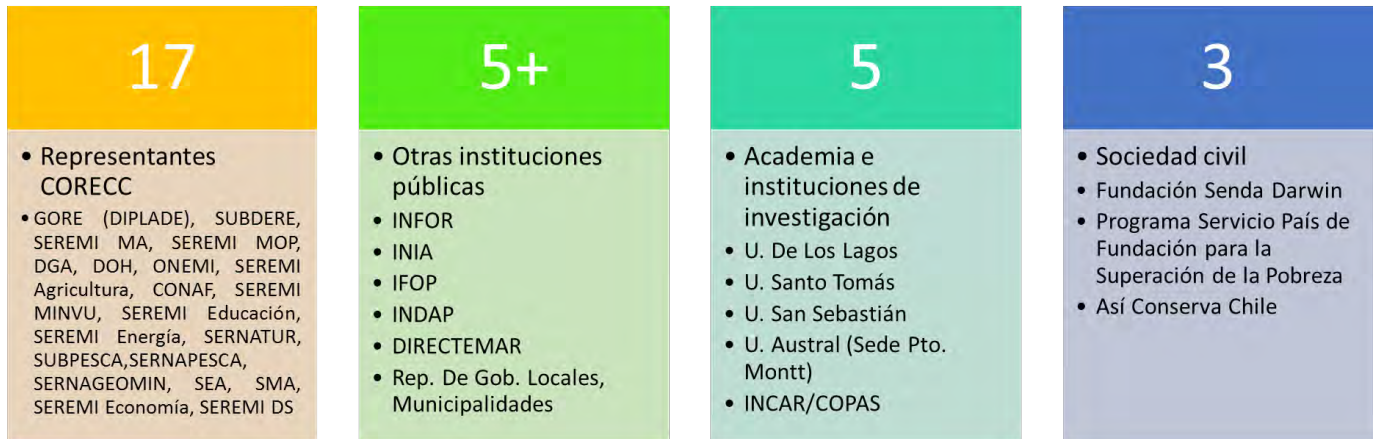 17
• Representantes
CORECC
• GORE (DIPLADE), SUBDERE,
SEREMI MA, SEREMI MOP,
DGA, DOH, ONEMI, SEREMI
Agricultura, CONAF, SEREMI
MINVU, SEREMI Educación,
SEREMI Energía, SERNATUR,
SUBPESCA,SERNAPESCA,
SERNAGEOMIN, SEA, SMA,
SEREMI Economía, SEREMI DS
5+
• Otras instituciones
públicas
• INFOR
• INIA
• IFOP
• INDAP
• DIRECTEMAR
• Rep. De Gob. Locales,
Municipalidades
5
• Academia e
instituciones de
investigación
• U. De Los Lagos
• U. Santo Tomás
• U. San Sebastián
• U. Austral (Sede Pto.
Montt)
• INCAR/COPAS
3
• Sociedad civil
• Fundación Senda Darwin
• Programa Servicio País de
Fundación para la
Superación de la Pobreza
• Así Conserva Chile